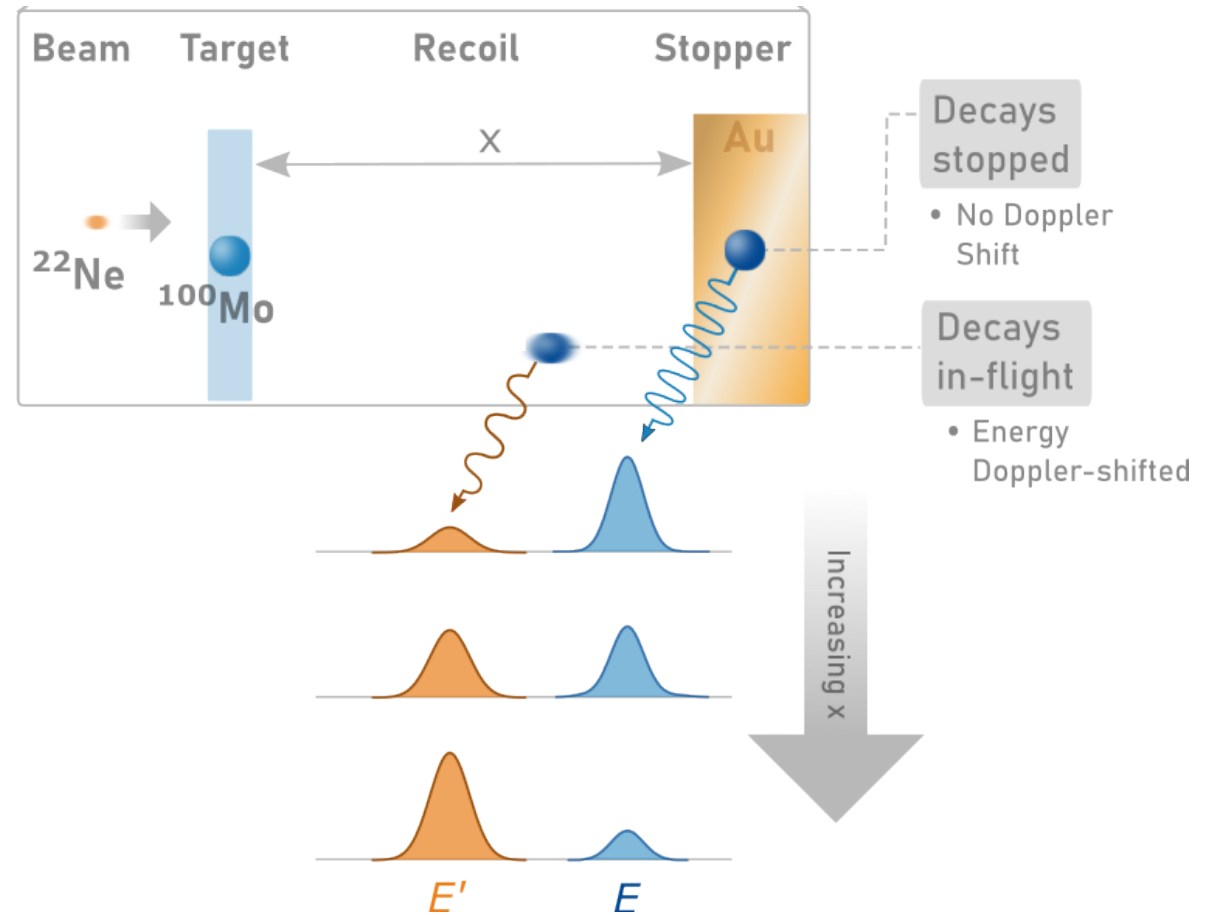 Beam Target Recoil Stopper
x
Au
22Ne
100Mo
Decays
stopped
• No Doppler
Shift
Decays
in-flight
• Energy
Doppler-shifted
Increasing x
E' E